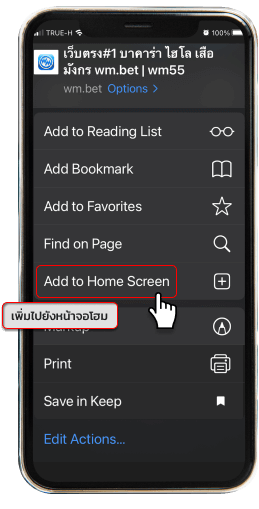 TRUE-H
100%
เว็บตรง#1 บาคาร่า ไฮโล เสือ
มังกร wm.bet | wm55
wm.bet Options >
Add to Reading List
Add Bookmark
Add to Favorites
Find on Page
Add to Home Screen
เพิ่มไปยังหน้าจอโฮม
Markup
Print
Save in Keep
Edit Actions...